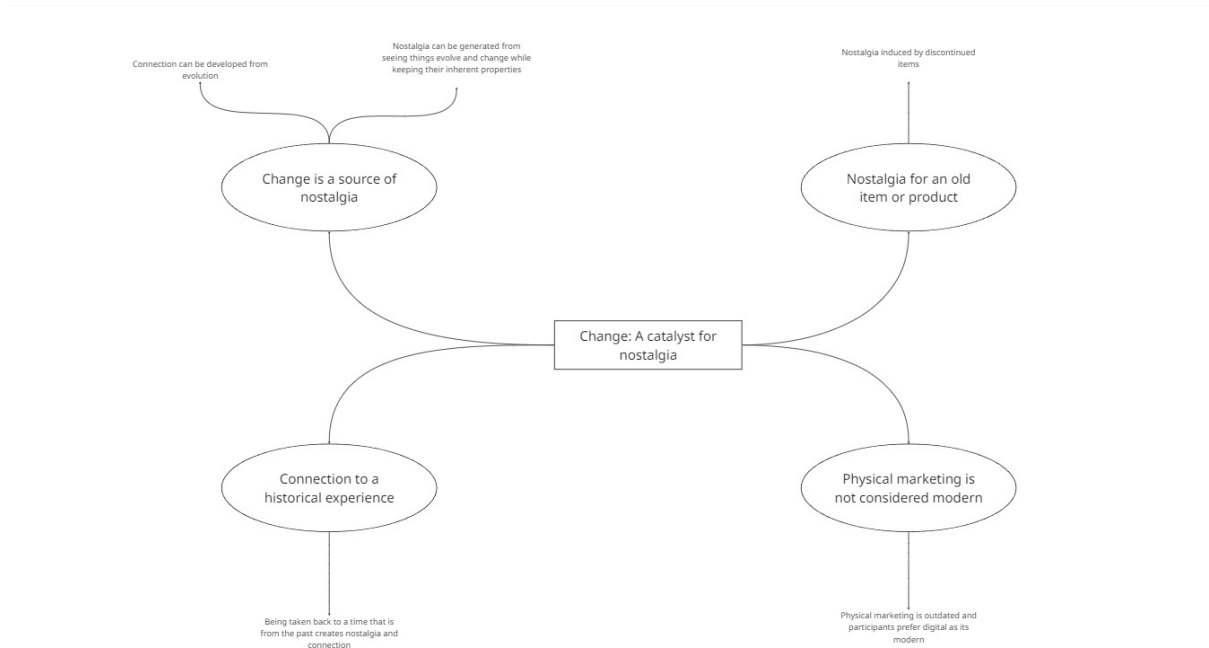 Connection can be developed from
evolution
Nostalgia can be generated from
seeing things evolve and change while
keeping their inherent properties
Nostalgia induced by discontinued
items
Change is a source of
nostalgia
Nostalgia for an old
item or product
Change: A catalyst for
nostalgia
Connection to a
historical experience
Physical marketing is
not considered modern
Being taken back to a time that is
from the past creates nostalgia and
connection
Physical marketing is outdated and
participants prefer digital as its
modern